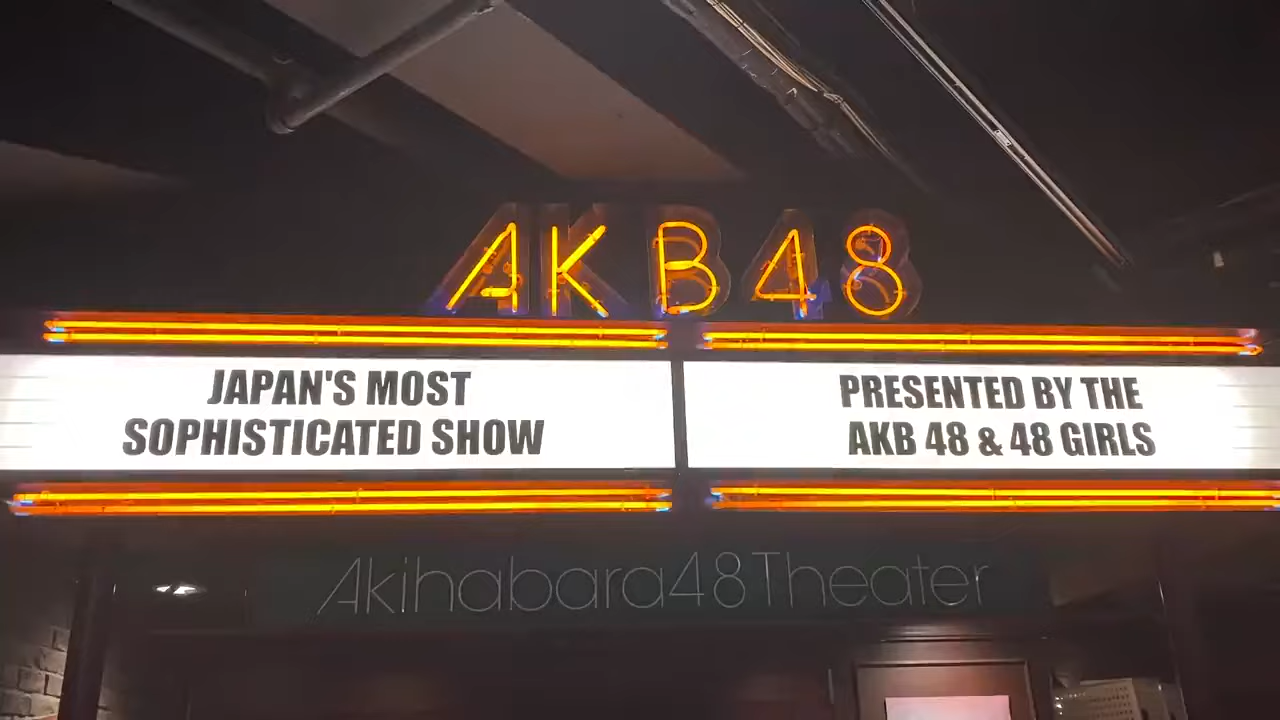 AKB48
JAPAN'S MOST
SOPHISTICATED SHOW
PRESENTED BY THE
AKB 48 & 48 GIRLS
Akihabara48Theater